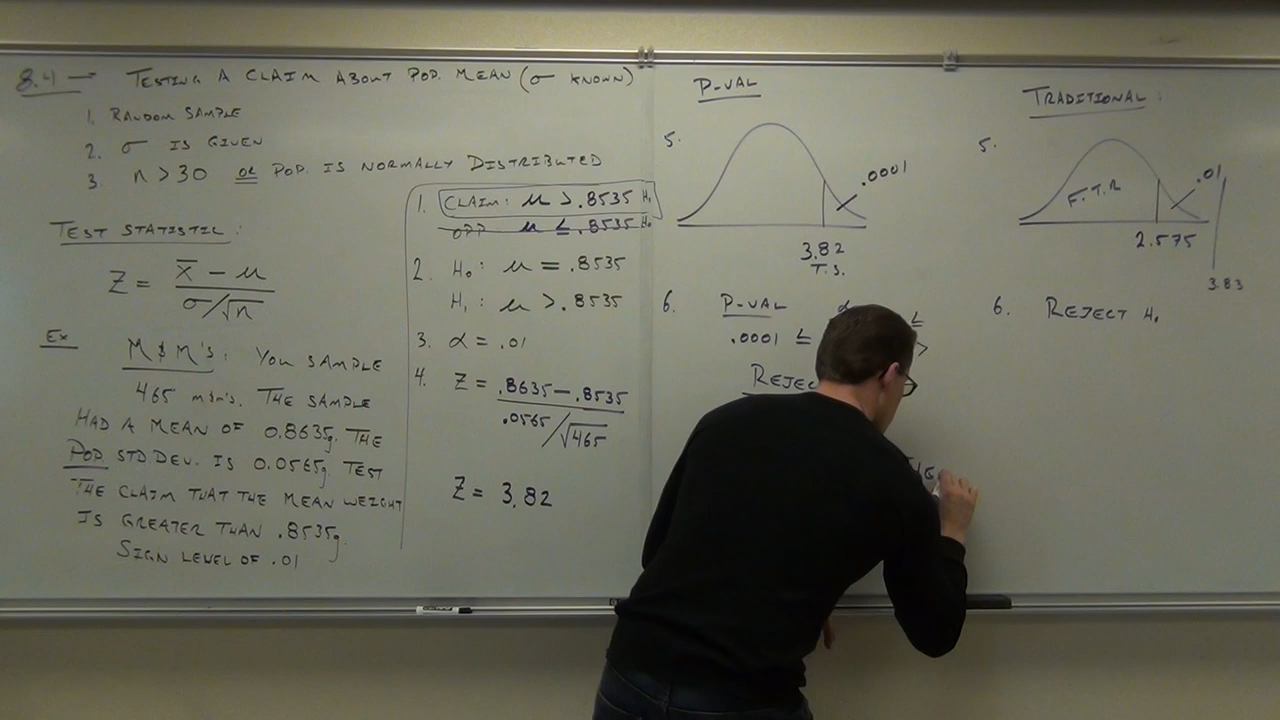 8.4 → TESTING A CLAIM ABOUT POP. MEAN (σ KNOWN)
1. RANDOM SAMPLE
2. σ IS GIVEN
3. n > 30 OR POP. IS NORMALLY DISTRIBUTED
TEST STATISTIC:
Z = x̄ - μ / σ/√n
Ex M&M's: YOU SAMPLE
465 m&m's. THE SAMPLE
HAD A MEAN OF 0.8635g. THE
POP STD DEV. IS 0.0565g. TEST
THE CLAIM THAT THE MEAN WEIGHT
IS GREATER THAN .8535g.
SIGN LEVEL OF .01
1. CLAIM: μ > .8535 H₁
OPP μ ≤ .8535 H₀
2. H₀: μ = .8535
H₁: μ > .8535
3. α = .01
4. Z = .8635 - .8535 / .0565/√465
Z = 3.82
P-VAL
5.
.0001
3.82
T.S.
6. P-VAL α
.0001 ≤
≤
>
TRADITIONAL:
5.
F.T.R
.01
2.575
3.83
6. REJECT H₀